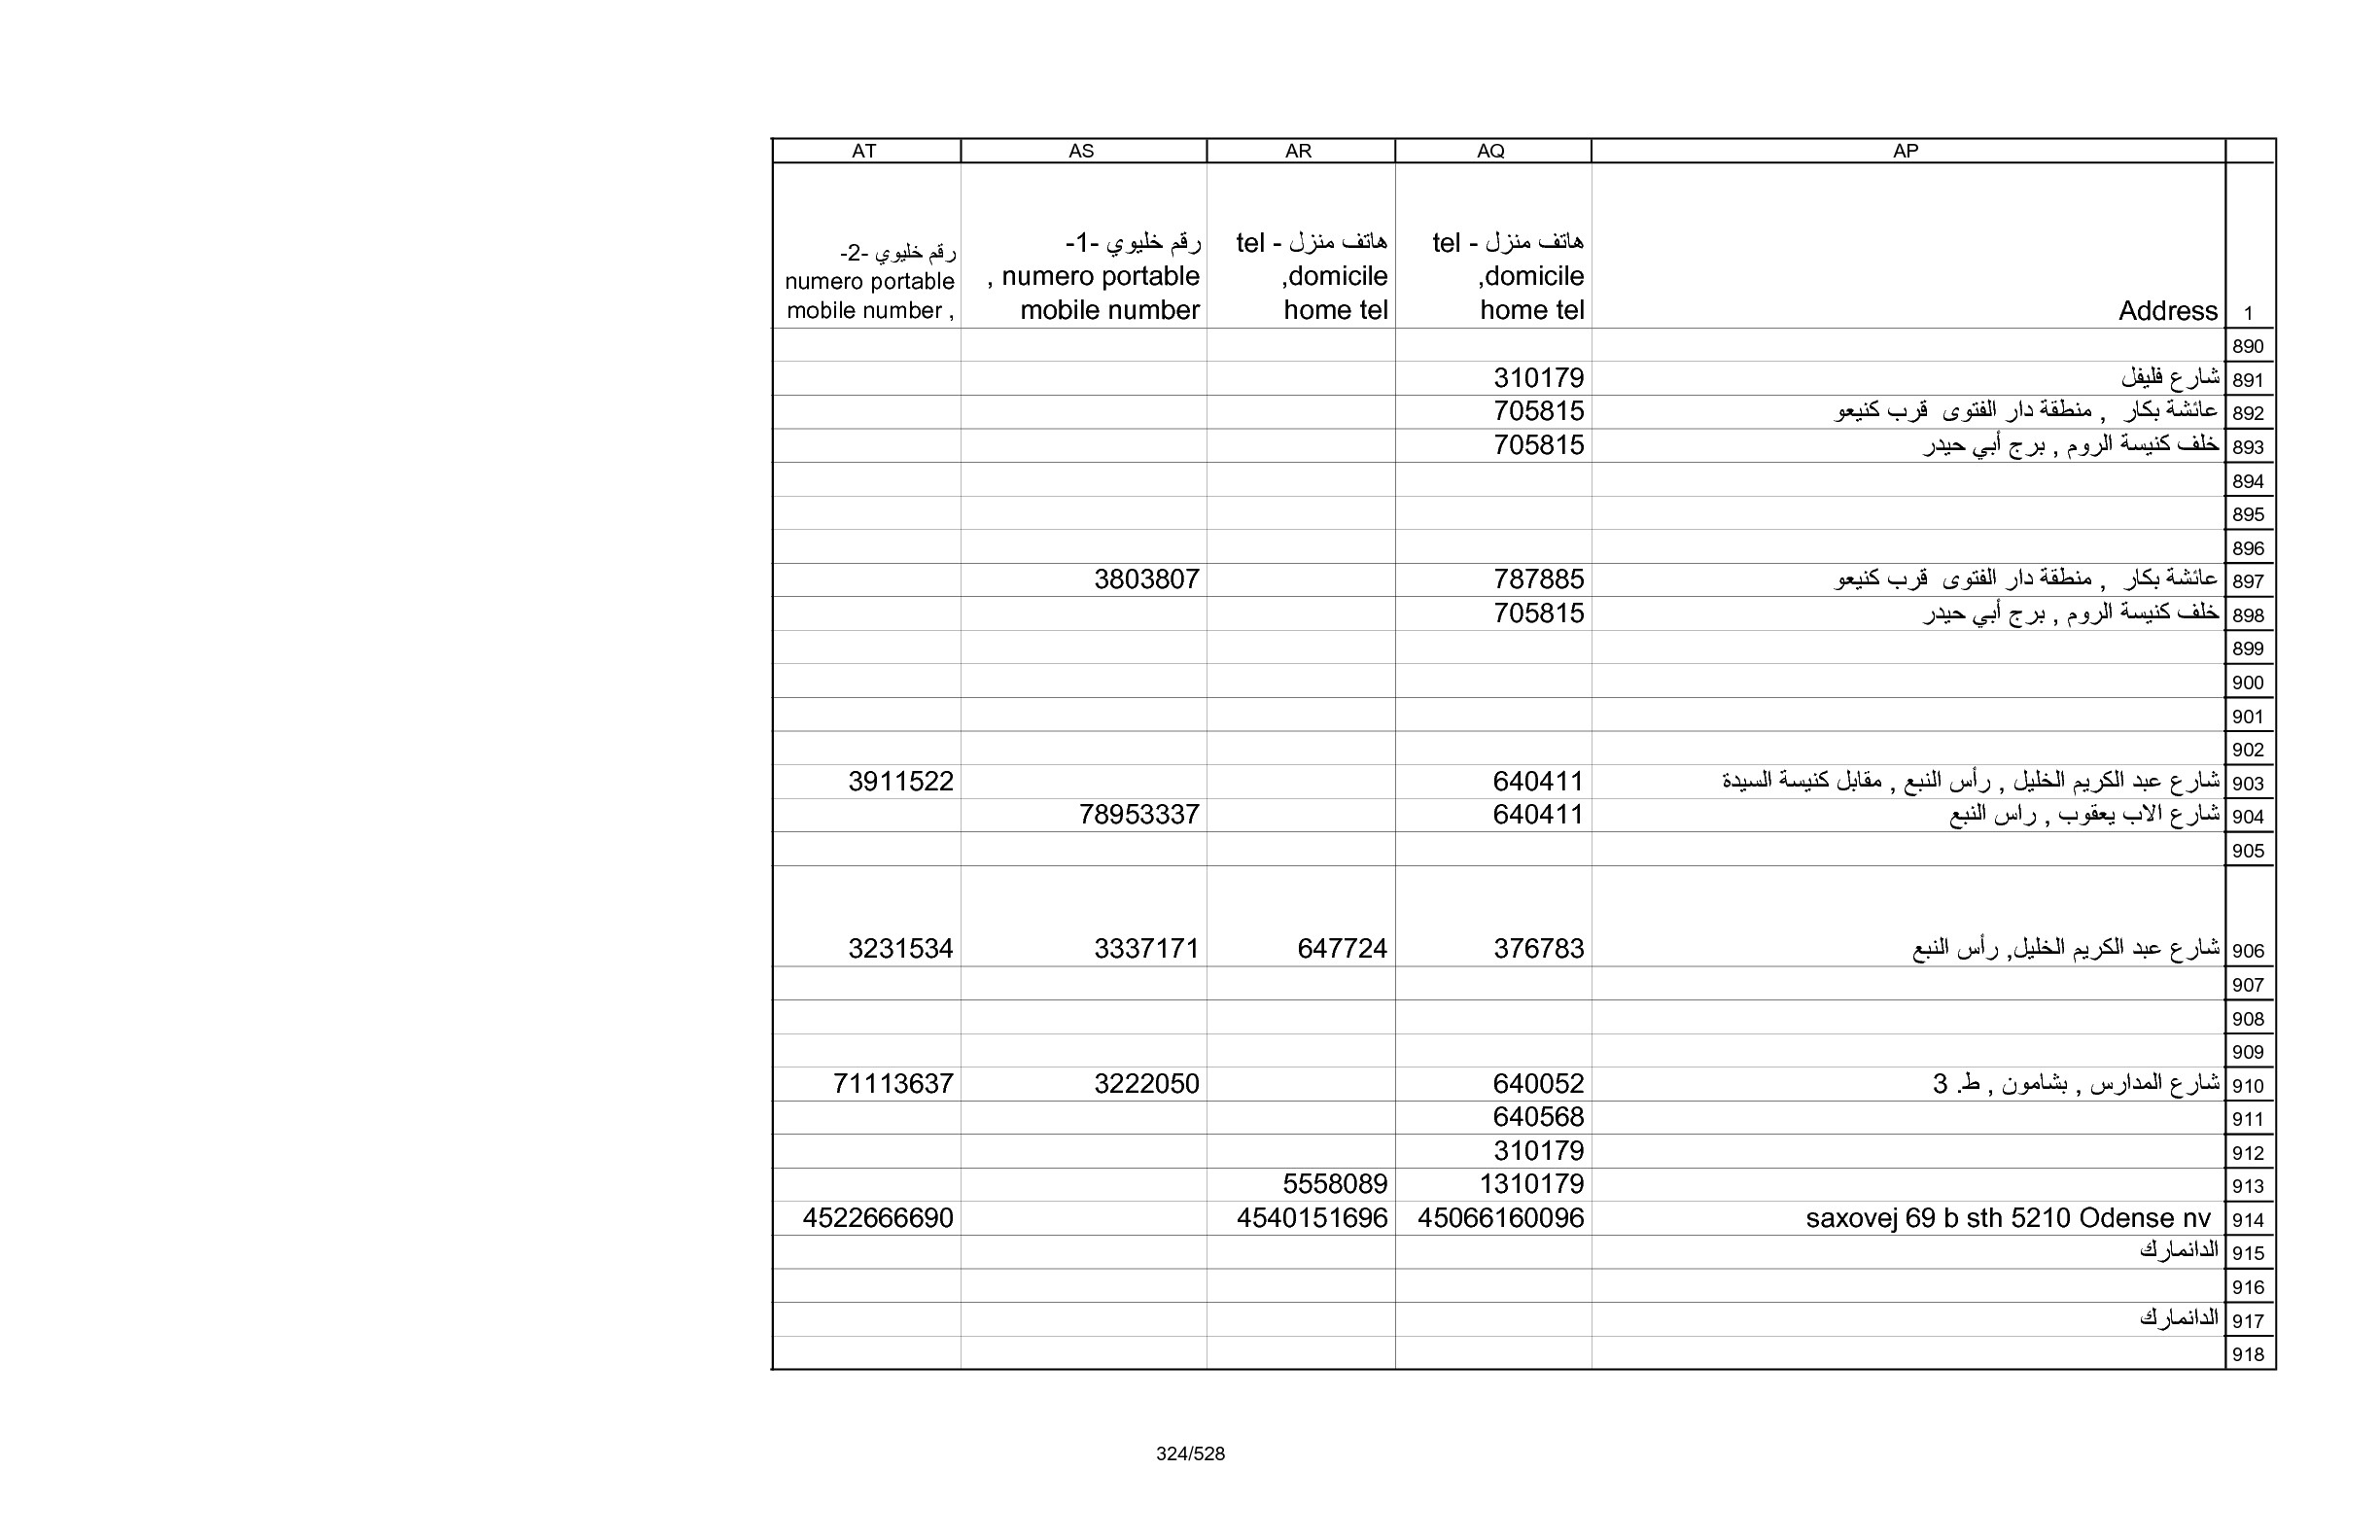 AP AQ AR AS AT
1 Address هاتف منزل - tel domicile, home tel هاتف منزل - tel domicile, home tel رقم خليوي -1- numero portable , mobile number رقم خليوي -2- numero portable mobile number ,
890
891 شارع فليفل 310179
892 عائشة بكار , منطقة دار الفتوى قرب كنيعو 705815
893 خلف كنيسة الروم , برج أبي حيدر 705815
894
895
896
897 عائشة بكار , منطقة دار الفتوى قرب كنيعو 787885 3803807
898 خلف كنيسة الروم , برج أبي حيدر 705815
899
900
901
902
903 شارع عبد الكريم الخليل , رأس النبع , مقابل كنيسة السيدة 640411 3911522
904 شارع الاب يعقوب , راس النبع 640411 78953337
905
906 شارع عبد الكريم الخليل, رأس النبع 376783 647724 3337171 3231534
907
908
909
910 شارع المدارس , بشامون , ط. 3 640052 3222050 71113637
911 640568
912 310179
913 1310179 5558089
914 saxovej 69 b sth 5210 Odense nv 45066160096 4540151696 4522666690
915 الدانمارك
916
917 الدانمارك
918
324/528